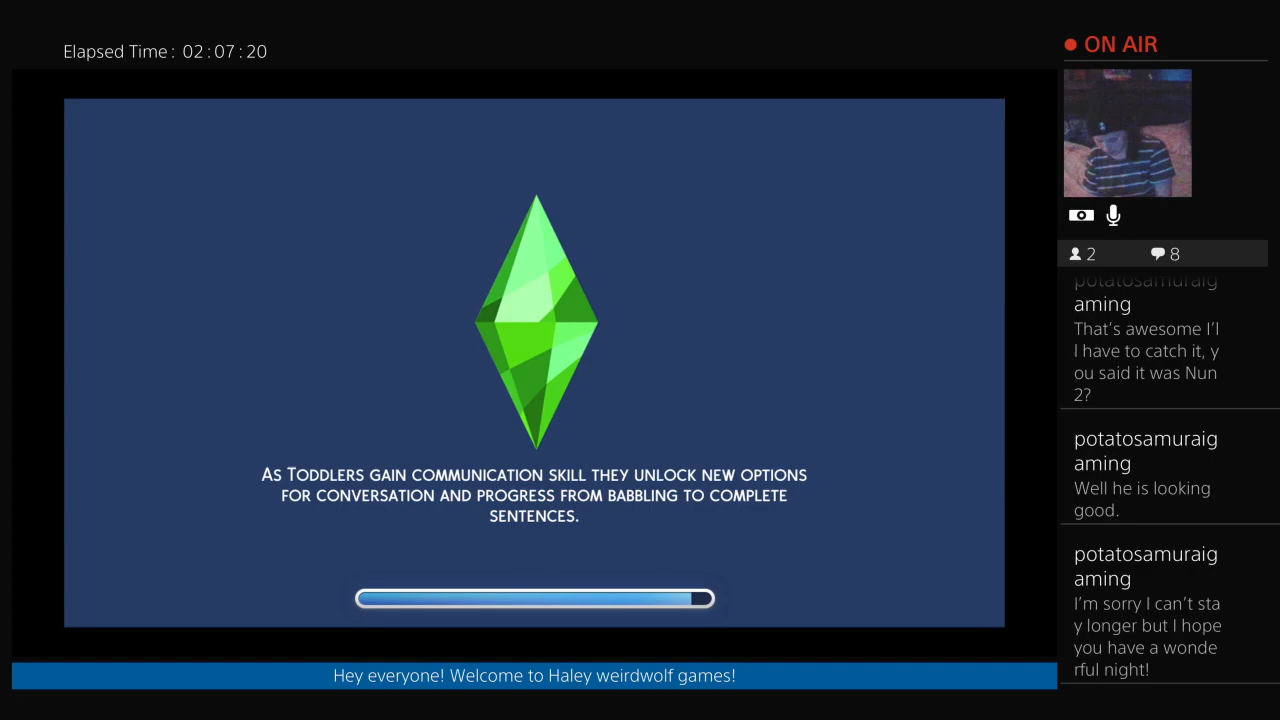 Elapsed Time : 02:07:20
ON AIR
2
8
potatosamuraig
aming
That's awesome I'l
l have to catch it, y
ou said it was Nun
2?
potatosamuraig
aming
Well he is looking
good.
potatosamuraig
aming
I'm sorry I can't sta
y longer but I hope
you have a wonde
rful night!
AS TODDLERS GAIN COMMUNICATION SKILL THEY UNLOCK NEW OPTIONS
FOR CONVERSATION AND PROGRESS FROM BABBLING TO COMPLETE
SENTENCES.
Hey everyone! Welcome to Haley weirdwolf games!